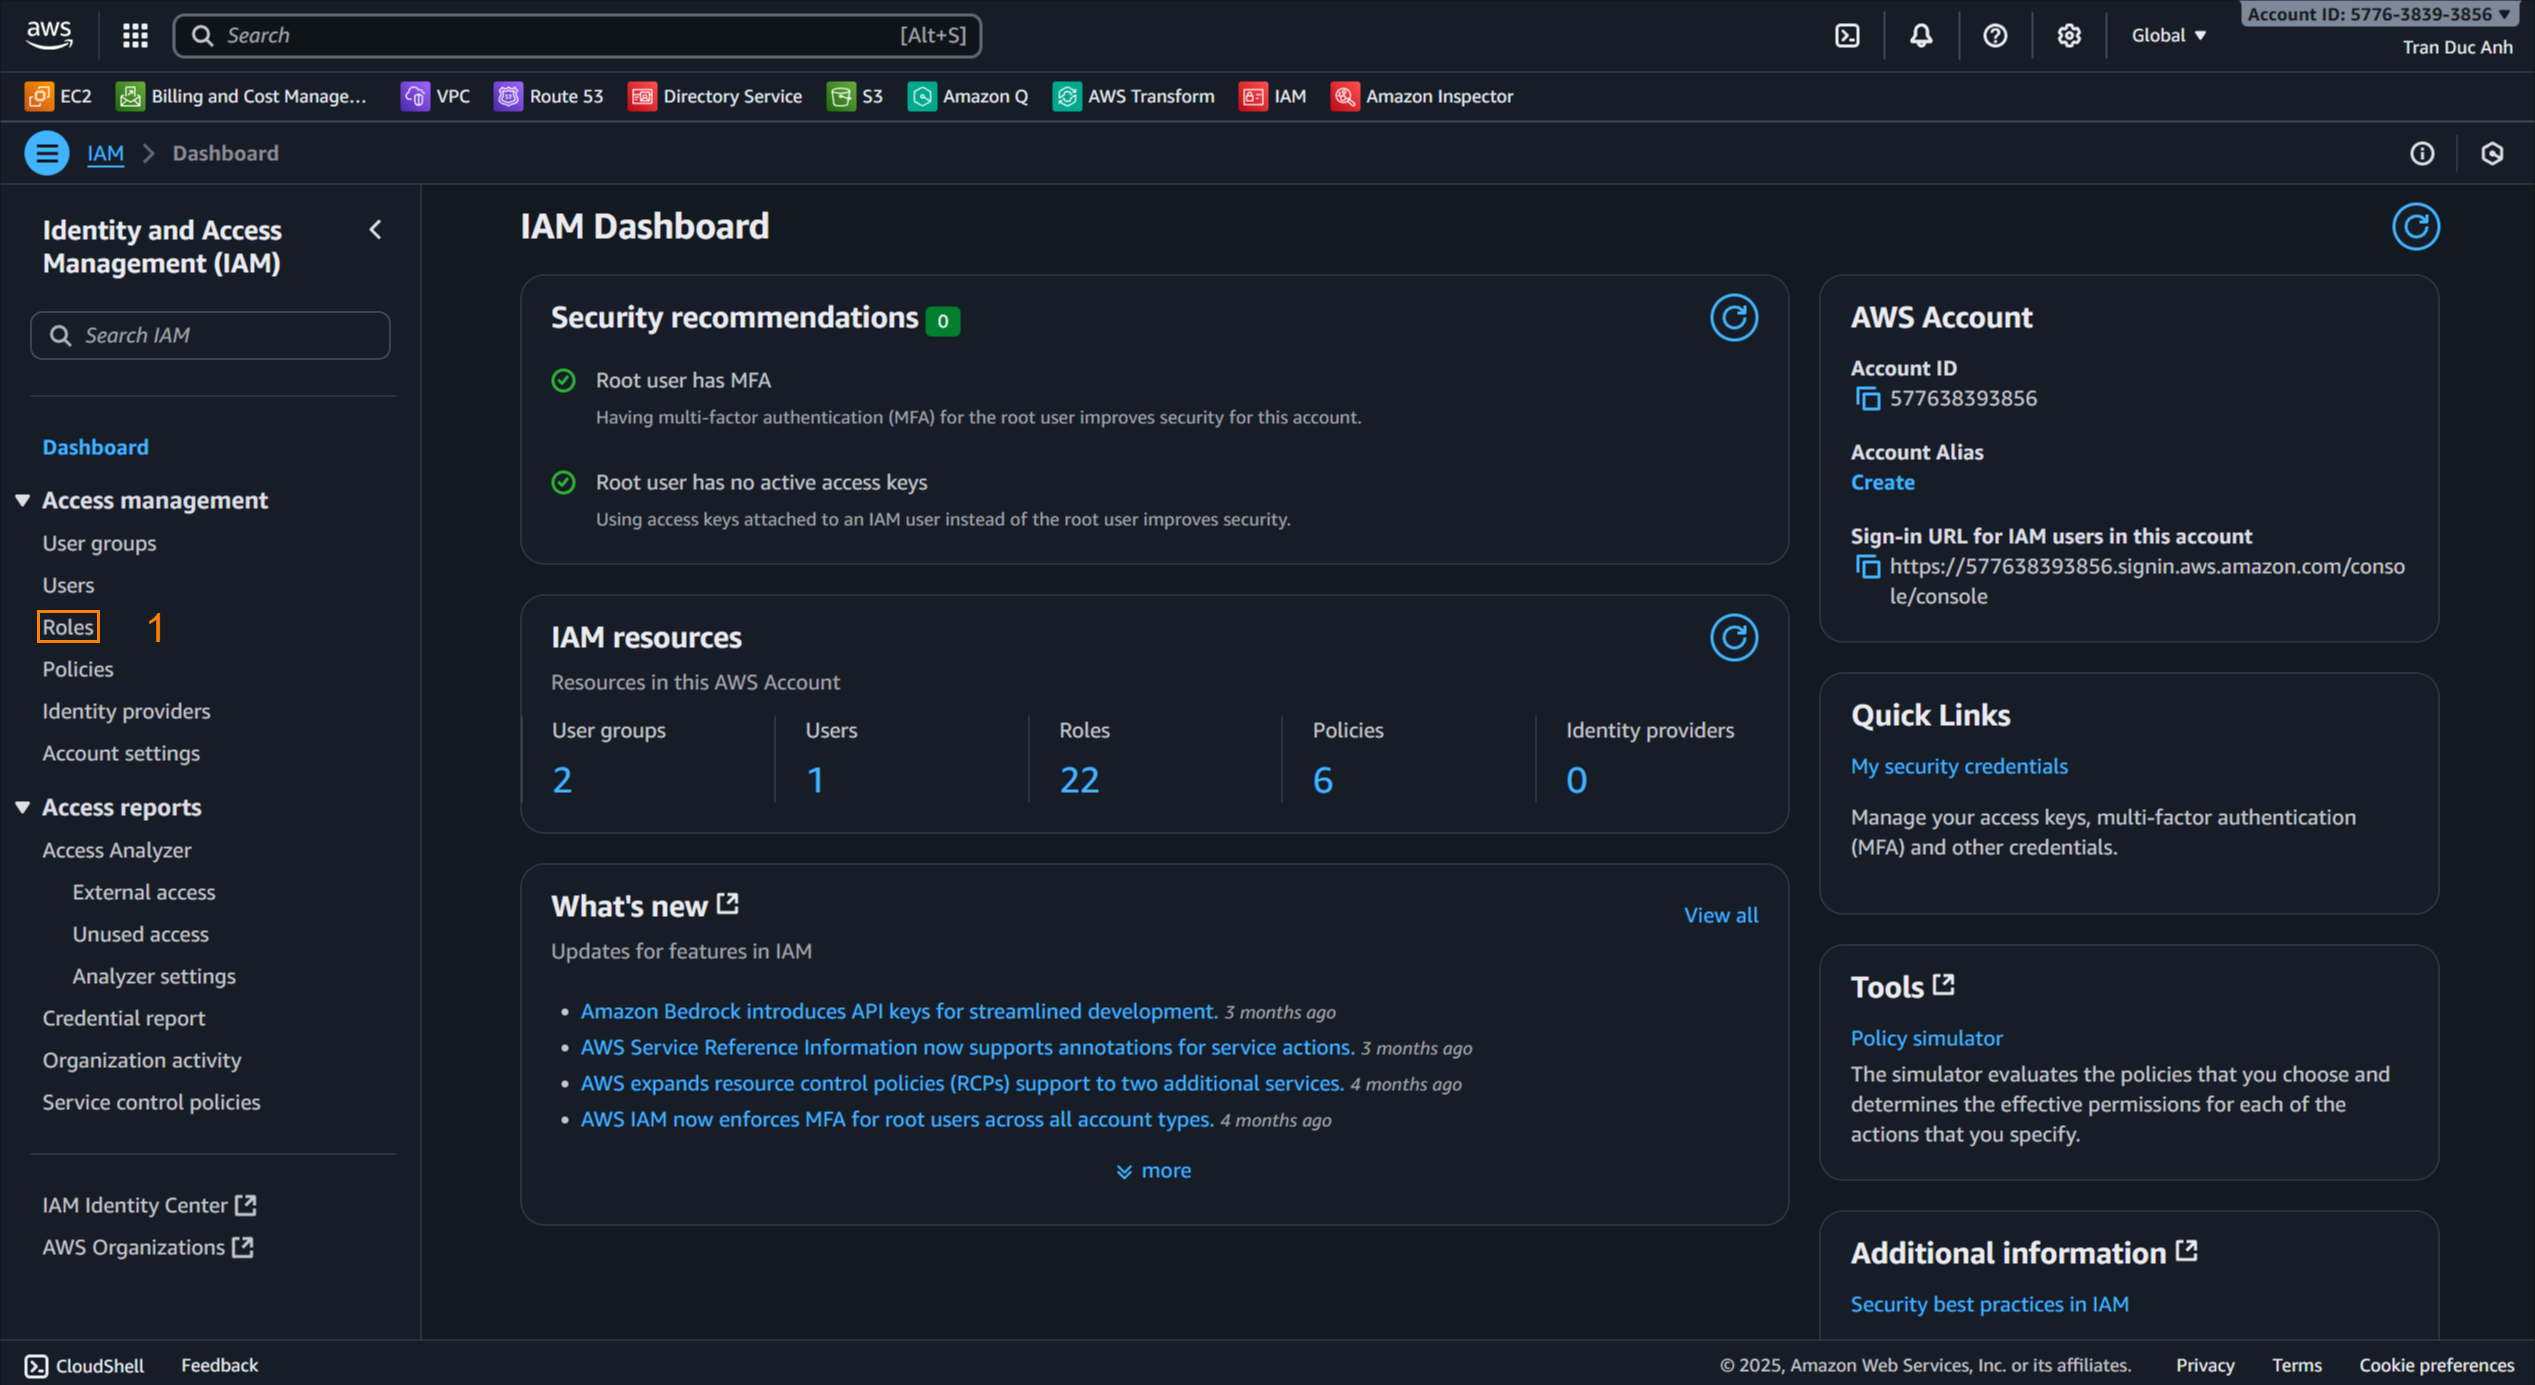 aws
Search
[Alt+S]
Global
Account ID: 5776-3839-3856
Tran Duc Anh
EC2
Billing and Cost Manage...
VPC
Route 53
Directory Service
S3
Amazon Q
AWS Transform
IAM
Amazon Inspector
IAM
Dashboard
Identity and Access
Management (IAM)
Search IAM
Dashboard
Access management
User groups
Users
Roles
1
Policies
Identity providers
Account settings
Access reports
Access Analyzer
External access
Unused access
Analyzer settings
Credential report
Organization activity
Service control policies
IAM Identity Center
AWS Organizations
IAM Dashboard
Security recommendations 0
Root user has MFA
Having multi-factor authentication (MFA) for the root user improves security for this account.
Root user has no active access keys
Using access keys attached to an IAM user instead of the root user improves security.
IAM resources
Resources in this AWS Account
User groups
2
Users
1
Roles
22
Policies
6
Identity providers
0
What's new
View all
Updates for features in IAM
• Amazon Bedrock introduces API keys for streamlined development. 3 months ago
• AWS Service Reference Information now supports annotations for service actions. 3 months ago
• AWS expands resource control policies (RCPs) support to two additional services. 4 months ago
• AWS IAM now enforces MFA for root users across all account types. 4 months ago
more
AWS Account
Account ID
577638393856
Account Alias
Create
Sign-in URL for IAM users in this account
https://577638393856.signin.aws.amazon.com/conso
le/console
Quick Links
My security credentials
Manage your access keys, multi-factor authentication
(MFA) and other credentials.
Tools
Policy simulator
The simulator evaluates the policies that you choose and
determines the effective permissions for each of the
actions that you specify.
Additional information
Security best practices in IAM
CloudShell
Feedback
© 2025, Amazon Web Services, Inc. or its affiliates.
Privacy
Terms
Cookie preferences